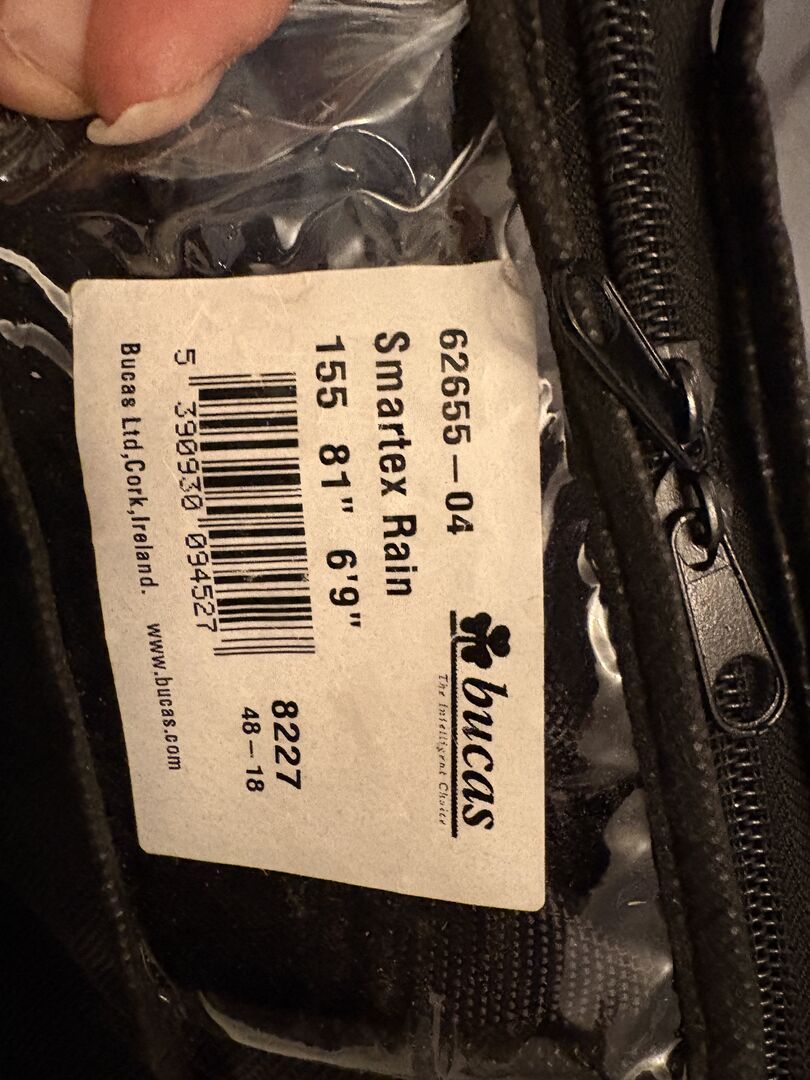 62655-04
bucas
The Intelligent Choice
Smartex Rain
155 81" 6'9"
8227
48-18
5 390930 094527
Bucas Ltd,Cork,Ireland. www.bucas.com